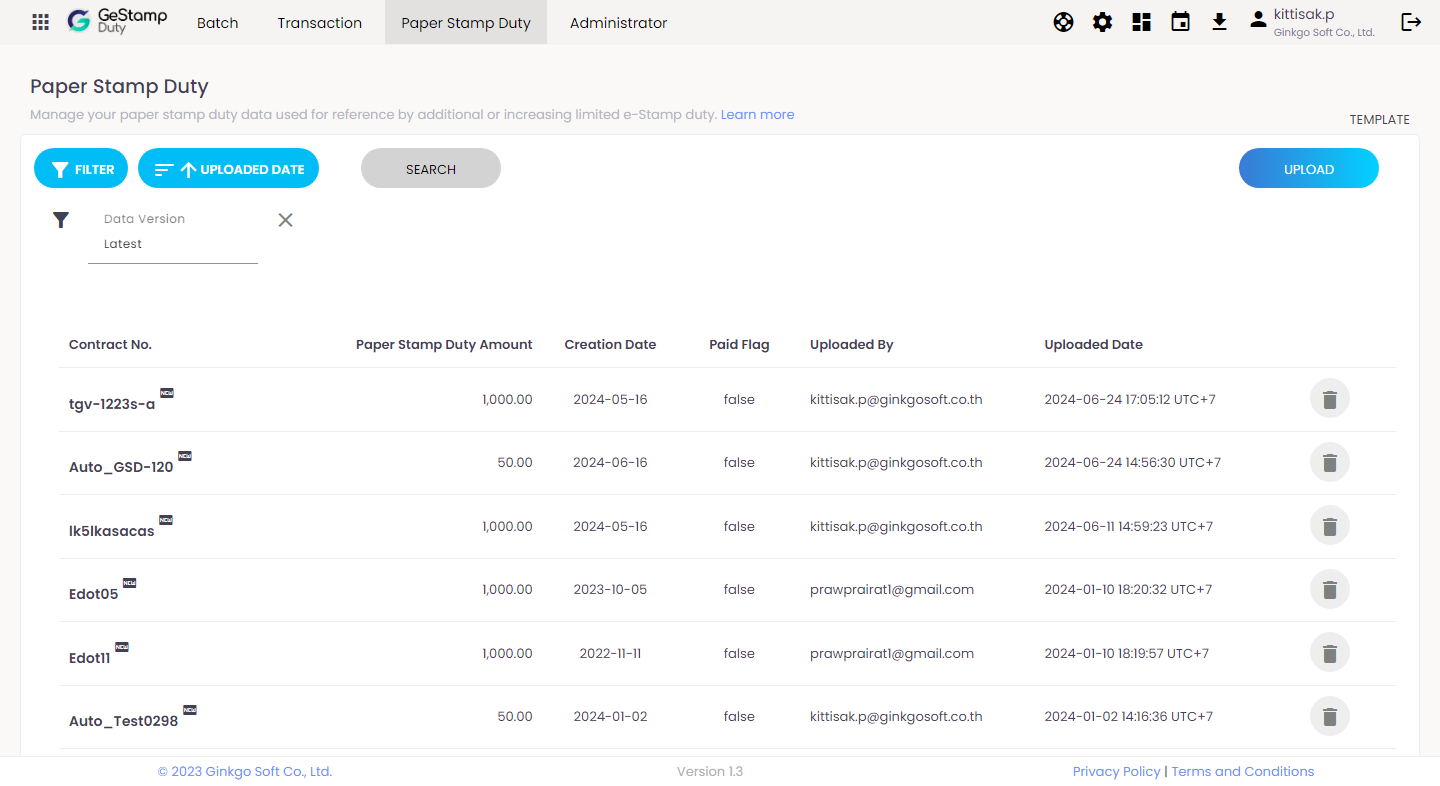 GeStamp
Duty
Batch
Transaction
Paper Stamp Duty
Administrator
kittisak.p
Ginkgo Soft Co., Ltd.
Paper Stamp Duty
Manage your paper stamp duty data used for reference by additional or increasing limited e-Stamp duty. Learn more
TEMPLATE
FILTER
UPLOADED DATE
SEARCH
UPLOAD
Data Version
Latest
Contract No. Paper Stamp Duty Amount Creation Date Paid Flag Uploaded By Uploaded Date
tgv-1223s-a NEW 1,000.00 2024-05-16 false kittisak.p@ginkgosoft.co.th 2024-06-24 17:05:12 UTC+7
Auto_GSD-120 NEW 50.00 2024-06-16 false kittisak.p@ginkgosoft.co.th 2024-06-24 14:56:30 UTC+7
lk5lkasacas NEW 1,000.00 2024-05-16 false kittisak.p@ginkgosoft.co.th 2024-06-11 14:59:23 UTC+7
Edot05 NEW 1,000.00 2023-10-05 false prawprairat1@gmail.com 2024-01-10 18:20:32 UTC+7
Edot11 NEW 1,000.00 2022-11-11 false prawprairat1@gmail.com 2024-01-10 18:19:57 UTC+7
Auto_Test0298 NEW 50.00 2024-01-02 false kittisak.p@ginkgosoft.co.th 2024-01-02 14:16:36 UTC+7
© 2023 Ginkgo Soft Co., Ltd. Version 1.3 Privacy Policy | Terms and Conditions